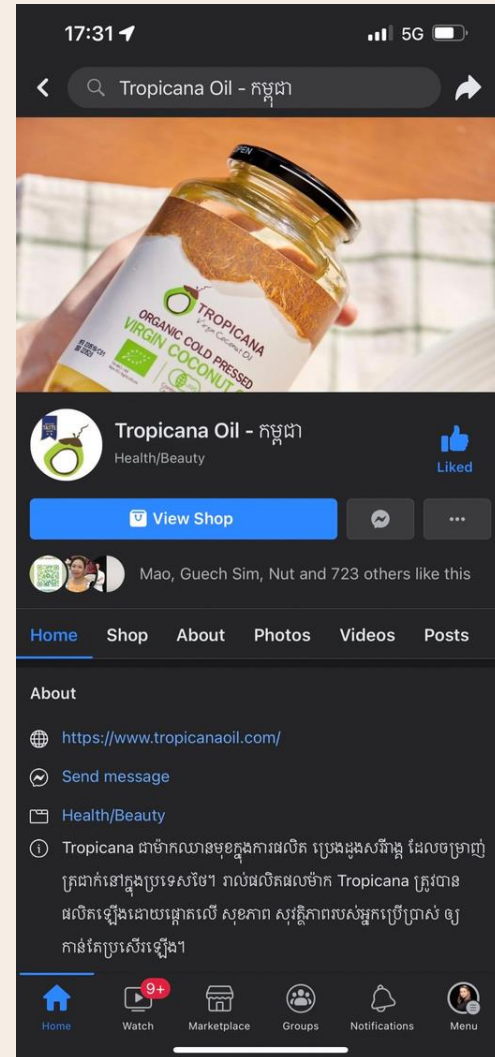 17:31
5G
Tropicana Oil - កម្ពុជា
OPEN
TROPICANA
Virgin Coconut Oil
ORGANIC COLD PRESSED
VIRGIN COCONUT
Tropicana Oil - កម្ពុជា
Health/Beauty
Liked
View Shop
Mao, Guech Sim, Nut and 723 others like this
Home Shop About Photos Videos Posts
About
https://www.tropicanaoil.com/
Send message
Health/Beauty
Tropicana ជាម៉ាកឈានមុខក្នុងការផលិត ប្រេងដូងសរីរាង្គ ដែលចម្រាញ់
ត្រជាក់នៅក្នុងប្រទេសថៃ។ រាល់ផលិតផលម៉ាក Tropicana ត្រូវបាន
ផលិតឡើងដោយផ្តោតលើ សុខភាព សុវត្ថិភាពរបស់អ្នកប្រើប្រាស់ ឲ្យ
កាន់តែប្រសើរឡើង។
9+
Home Watch Marketplace Groups Notifications Menu